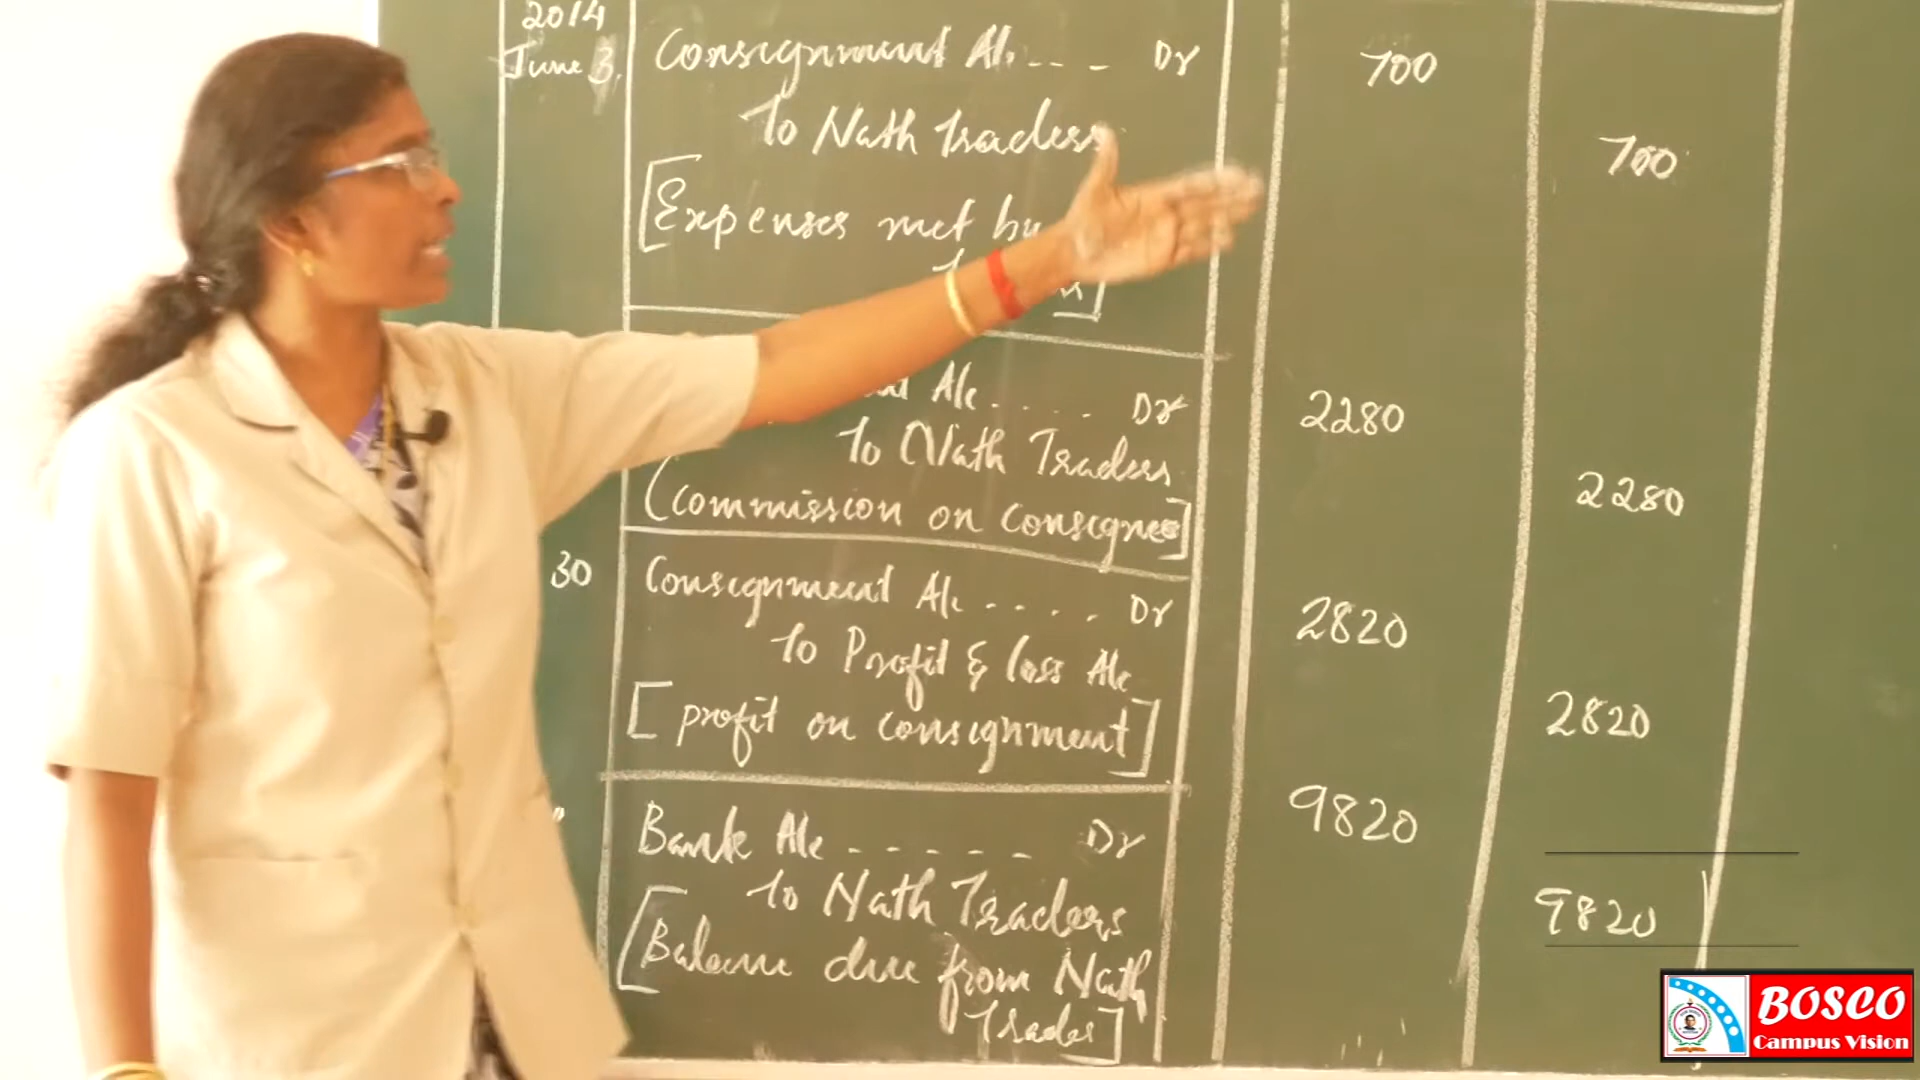 2014
June 3. Consignment A/c... Dr 700
To Nath Traders 700
[Expenses met by
A/c.... Dr 2280
To Nath Traders 2280
(Commission on consignee]
30 Consignment A/c.... Dr 2820
To Profit & loss A/c 2820
[profit on consignment]
" Bank A/c ------ Dr 9820
To Nath Traders 9820
[Balance due from Nath
Trader]
BOSCO
Campus Vision